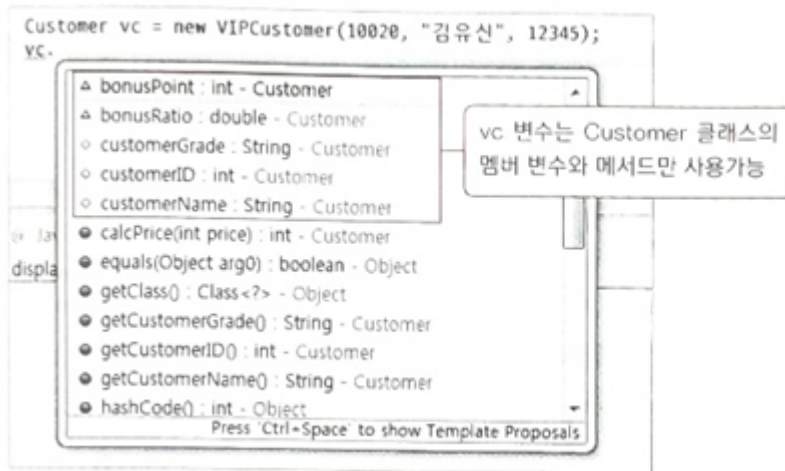 Customer vc = new VIPCustomer(10020, "김유신", 12345);
vc.
bonusPoint : int - Customer
bonusRatio : double - Customer
customerGrade : String - Customer
customerID : int - Customer
customerName : String - Customer
calcPrice(int price) : int - Customer
equals(Object arg0) : boolean - Object
getClass() : Class<?> - Object
getCustomerGrade() : String - Customer
getCustomerID() : int - Customer
getCustomerName() : String - Customer
hashCode() : int - Object
Press 'Ctrl+Space' to show Template Proposals
vc 변수는 Customer 클래스의
멤버 변수와 메서드만 사용가능